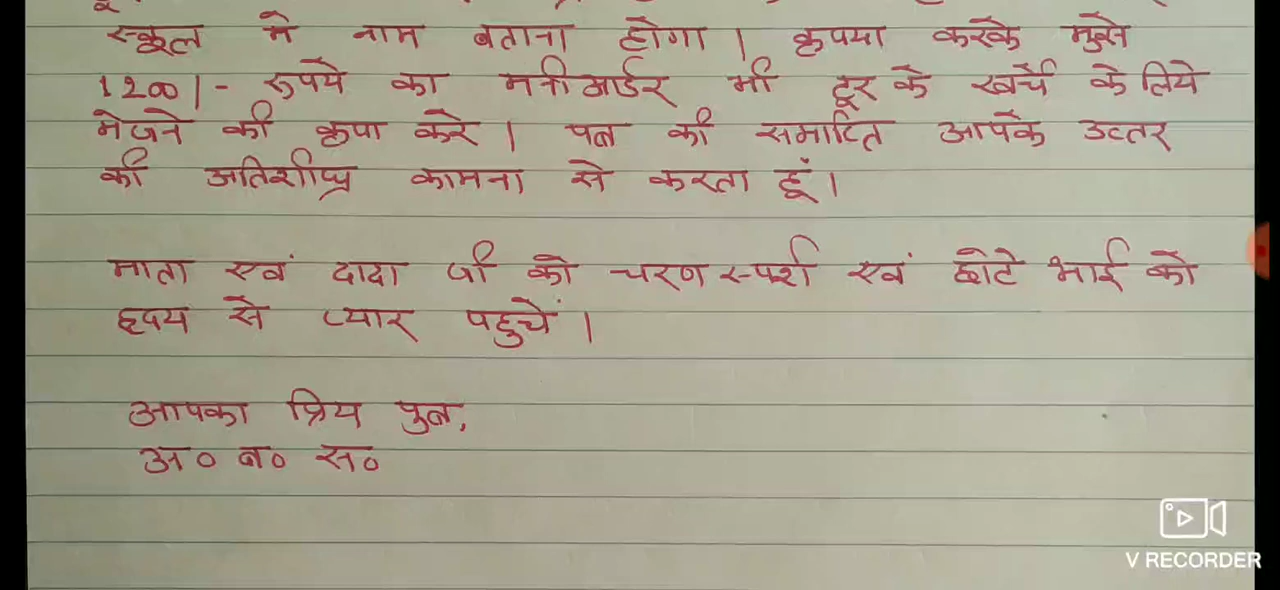 स्कूल मे नाम बताना होगा । कृपया करके मुझे
1200/- रुपये का मनीआर्डर भी टूर के खर्चे के लिये
भेजने की कृपा करे । पत्र की समाप्ति आपके उत्तर
की अतिशीघ्र कामना से करता हूं ।
माता एवं दादा जी को चरण स्पर्श एवं छोटे भाई को
हृदय से प्यार पहुचें ।
आपका प्रिय पुत्र,
अ० ब० स०
V RECORDER